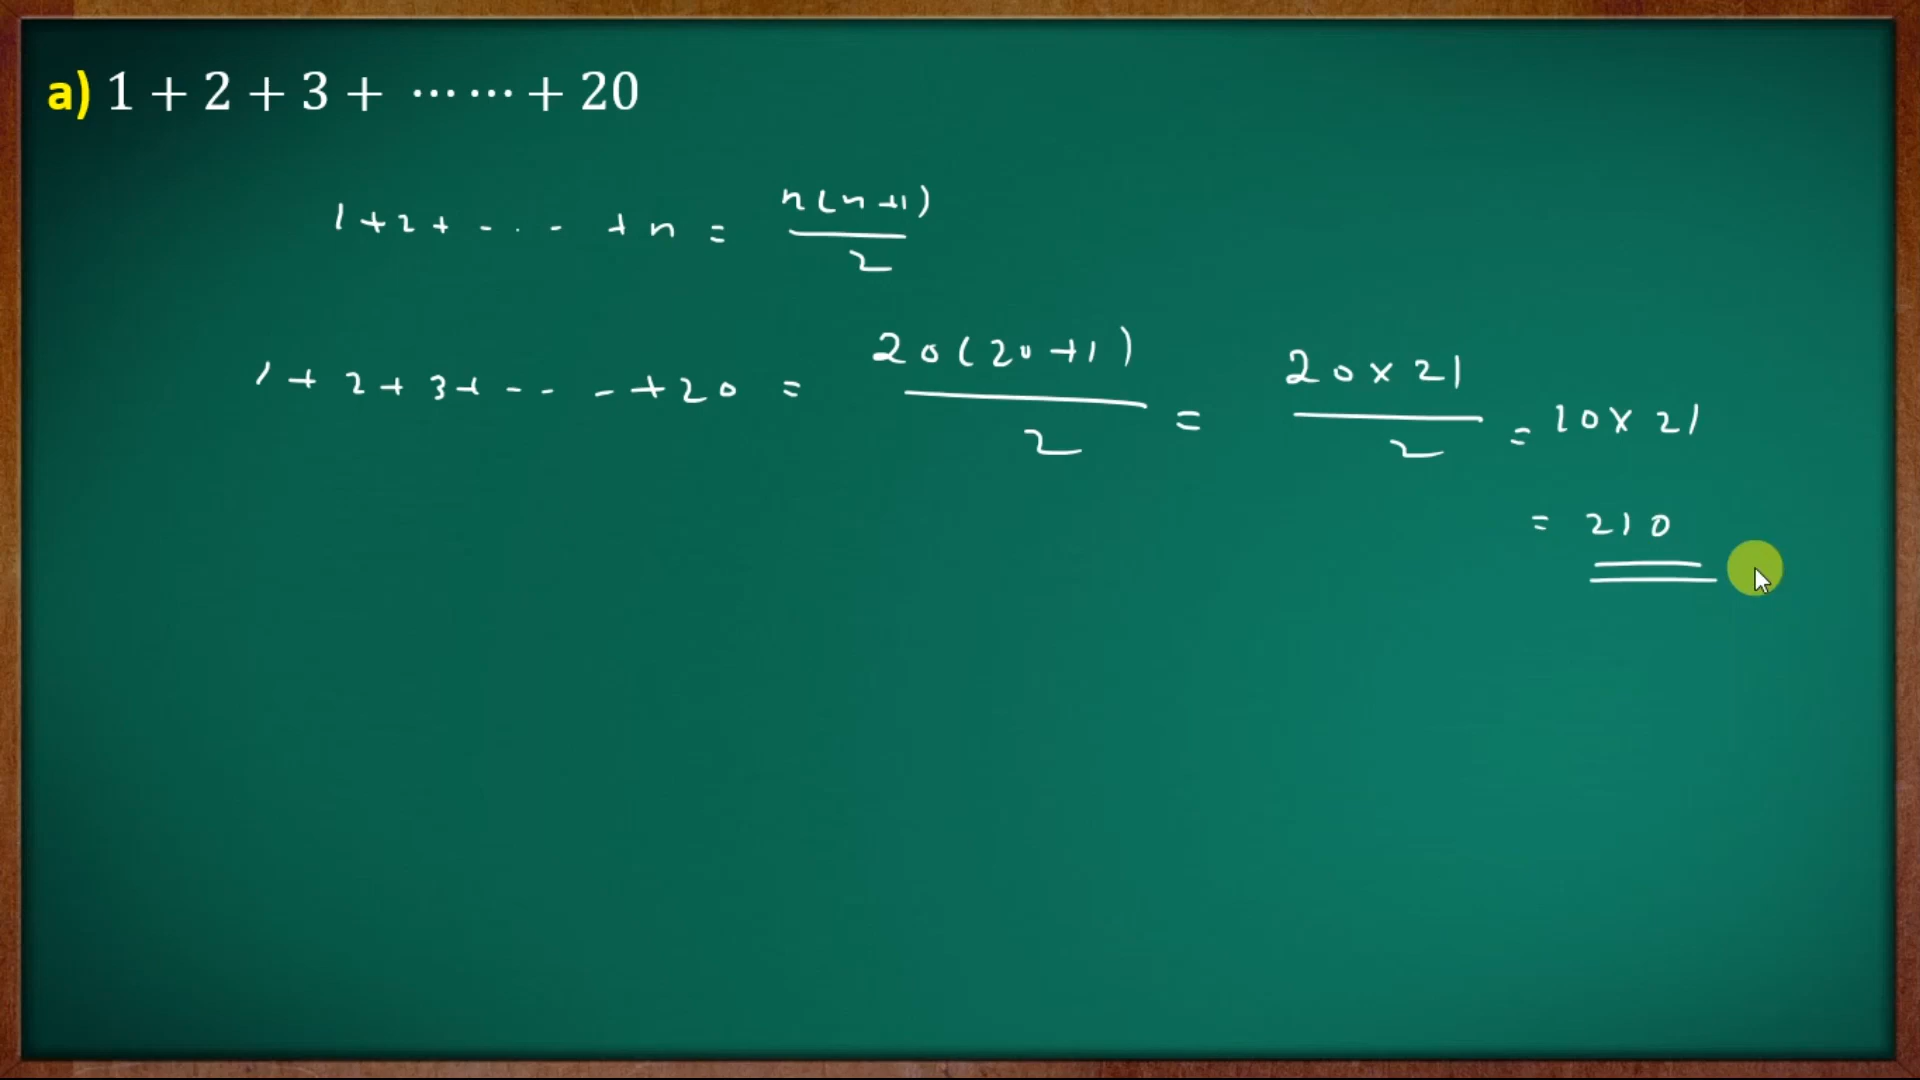 a) 1 + 2 + 3 + ⋯⋯ + 20
1 + 2 + - . . - + n = n(n+1)/2
1 + 2 + 3 + - - - + 20 = 20(20+1)/2 = 20 × 21/2 = 10 × 21
= 210